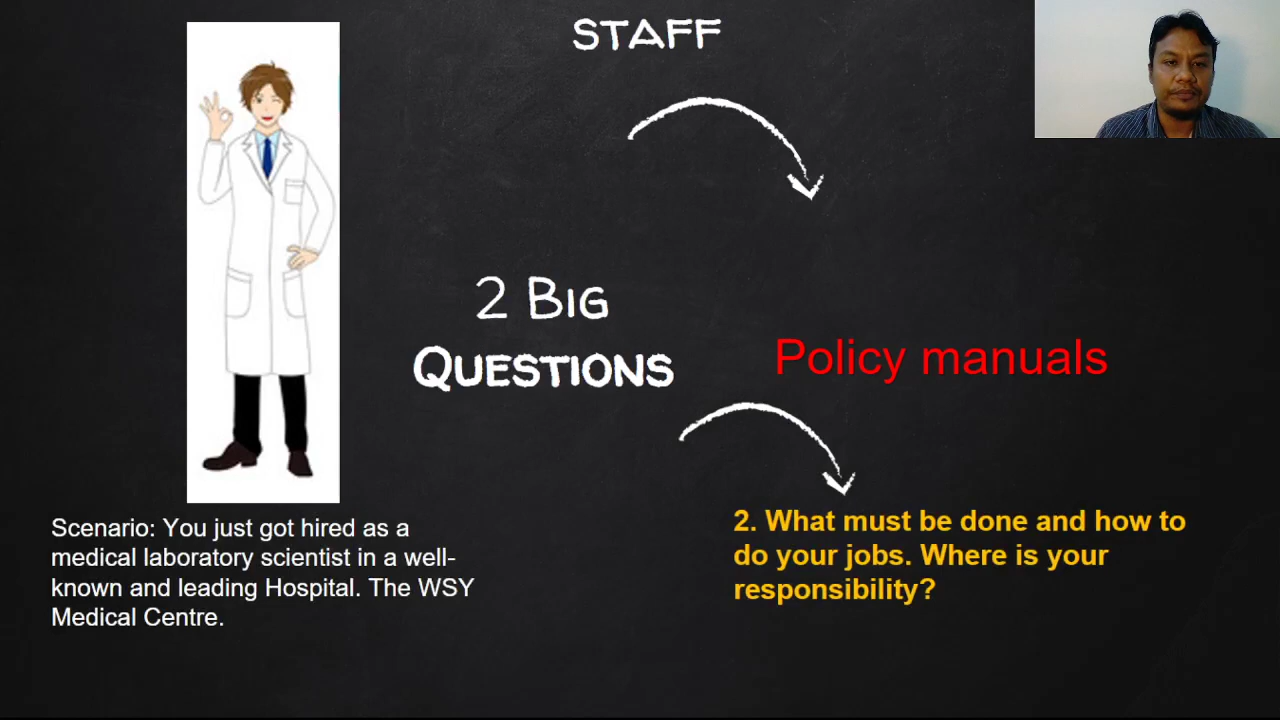 STAFF
2 BIG
QUESTIONS
Policy manuals
2. What must be done and how to
do your jobs. Where is your
responsibility?
Scenario: You just got hired as a
medical laboratory scientist in a well-
known and leading Hospital. The WSY
Medical Centre.